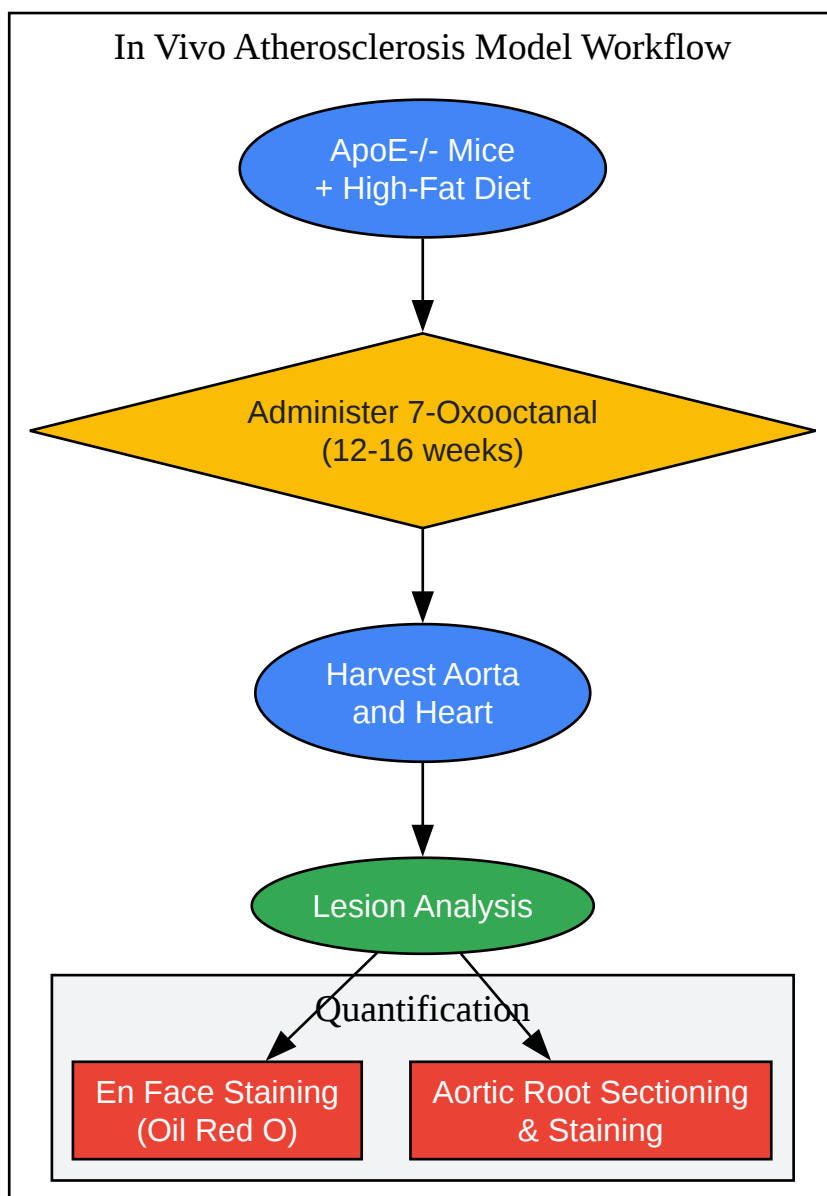 In Vivo Atherosclerosis Model Workflow
ApoE-/- Mice
+ High-Fat Diet
Administer 7-Oxooctanal
(12-16 weeks)
Harvest Aorta
and Heart
Lesion Analysis
Quantification
En Face Staining
(Oil Red O)
Aortic Root Sectioning
& Staining